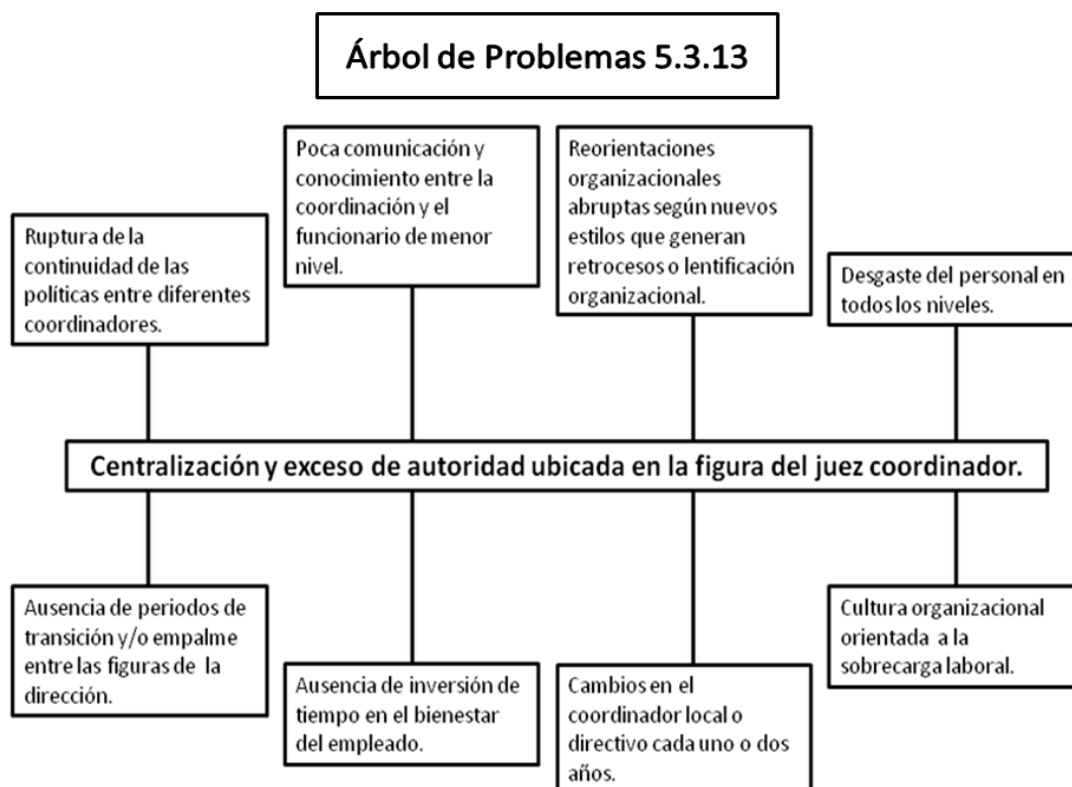 Árbol de Problemas 5.3.13
Ruptura de la
continuidad de las
políticas entre diferentes
coordinadores.
Poca comunicación y
conocimiento entre la
coordinación y el
funcionario de menor
nivel.
Reorientaciones
organizacionales
abruptas según nuevos
estilos que generan
retrocesos o lentificación
organizacional.
Desgaste del personal en
todos los niveles.
Centralización y exceso de autoridad ubicada en la figura del juez coordinador.
Ausencia de periodos de
transición y/o empalme
entre las figuras de la
dirección.
Ausencia de inversión de
tiempo en el bienestar
del empleado.
Cambios en el
coordinador local o
directivo cada uno o dos
años.
Cultura organizacional
orientada a la
sobrecarga laboral.